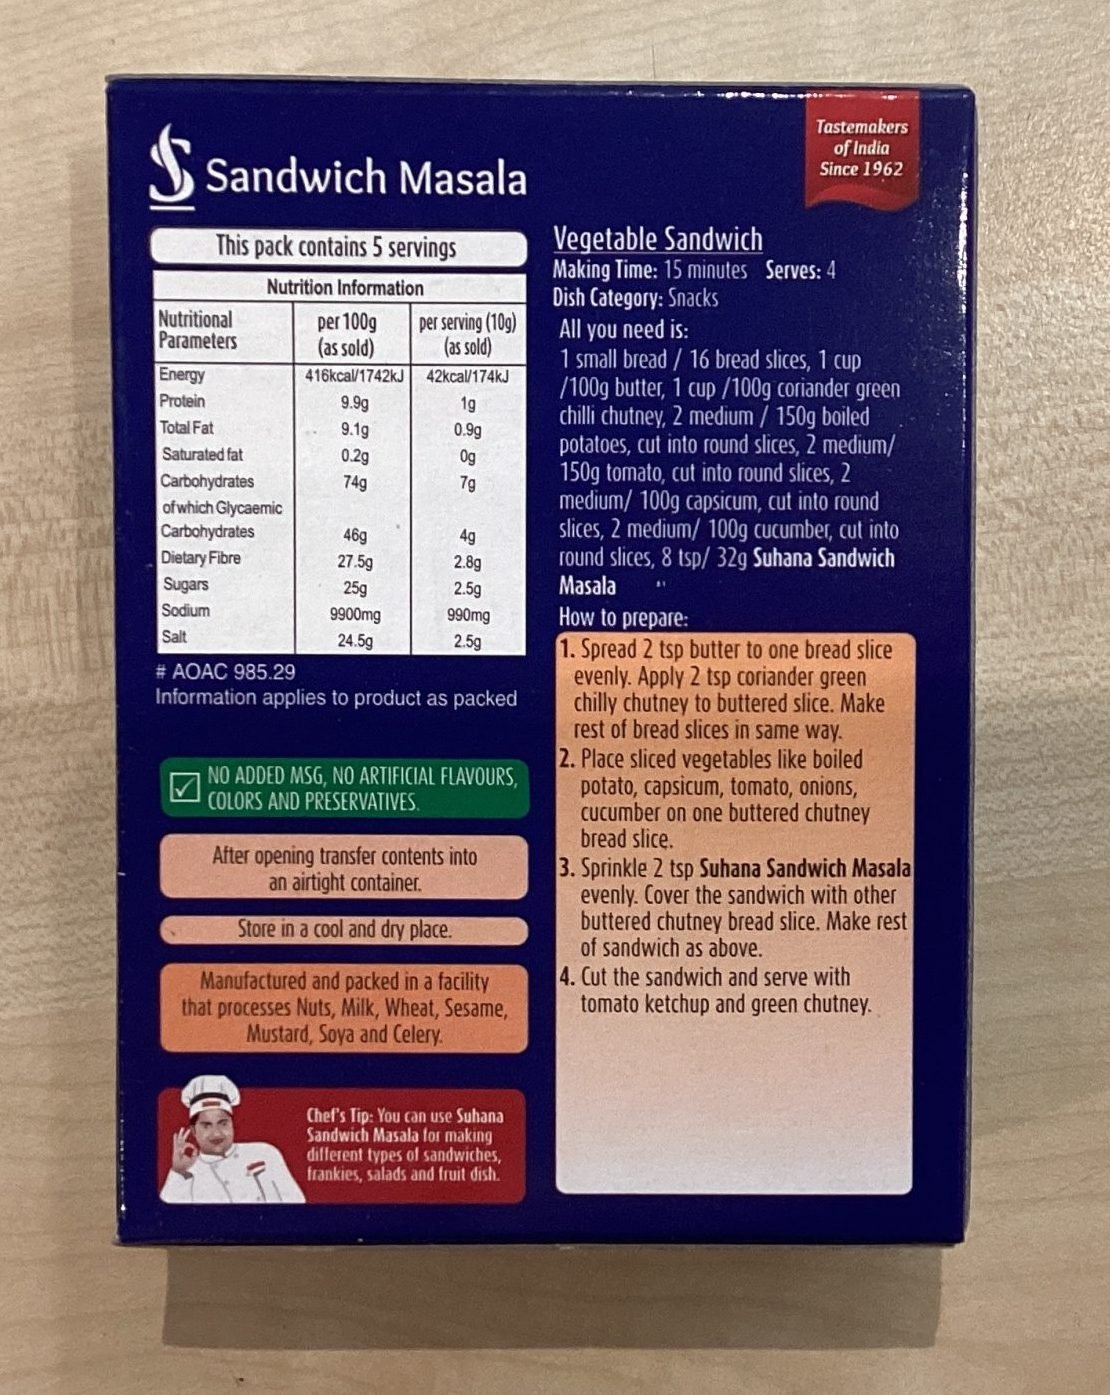 Sandwich Masala
Tastemakers
of India
Since 1962
This pack contains 5 servings
Nutrition Information
Nutritional Parameters per 100g (as sold) per serving (10g) (as sold)
Energy 416kcal/1742kJ 42kcal/174kJ
Protein 9.9g 1g
Total Fat 9.1g 0.9g
Saturated fat 0.2g 0g
Carbohydrates 74g 7g
of which Glycaemic
Carbohydrates 46g 4g
Dietary Fibre 27.5g 2.8g
Sugars 25g 2.5g
Sodium 9900mg 990mg
Salt 24.5g 2.5g
# AOAC 985.29
Information applies to product as packed
NO ADDED MSG, NO ARTIFICIAL FLAVOURS,
COLORS AND PRESERVATIVES.
After opening transfer contents into
an airtight container.
Store in a cool and dry place.
Manufactured and packed in a facility
that processes Nuts, Milk, Wheat, Sesame,
Mustard, Soya and Celery.
Chef's Tip: You can use Suhana
Sandwich Masala for making
different types of sandwiches,
frankies, salads and fruit dish.
Vegetable Sandwich
Making Time: 15 minutes Serves: 4
Dish Category: Snacks
All you need is:
1 small bread / 16 bread slices, 1 cup
/100g butter, 1 cup /100g coriander green
chilli chutney, 2 medium / 150g boiled
potatoes, cut into round slices, 2 medium/
150g tomato, cut into round slices, 2
medium/ 100g capsicum, cut into round
slices, 2 medium/ 100g cucumber, cut into
round slices, 8 tsp/ 32g Suhana Sandwich
Masala
How to prepare:
1. Spread 2 tsp butter to one bread slice
evenly. Apply 2 tsp coriander green
chilly chutney to buttered slice. Make
rest of bread slices in same way.
2. Place sliced vegetables like boiled
potato, capsicum, tomato, onions,
cucumber on one buttered chutney
bread slice.
3. Sprinkle 2 tsp Suhana Sandwich Masala
evenly. Cover the sandwich with other
buttered chutney bread slice. Make rest
of sandwich as above.
4. Cut the sandwich and serve with
tomato ketchup and green chutney.